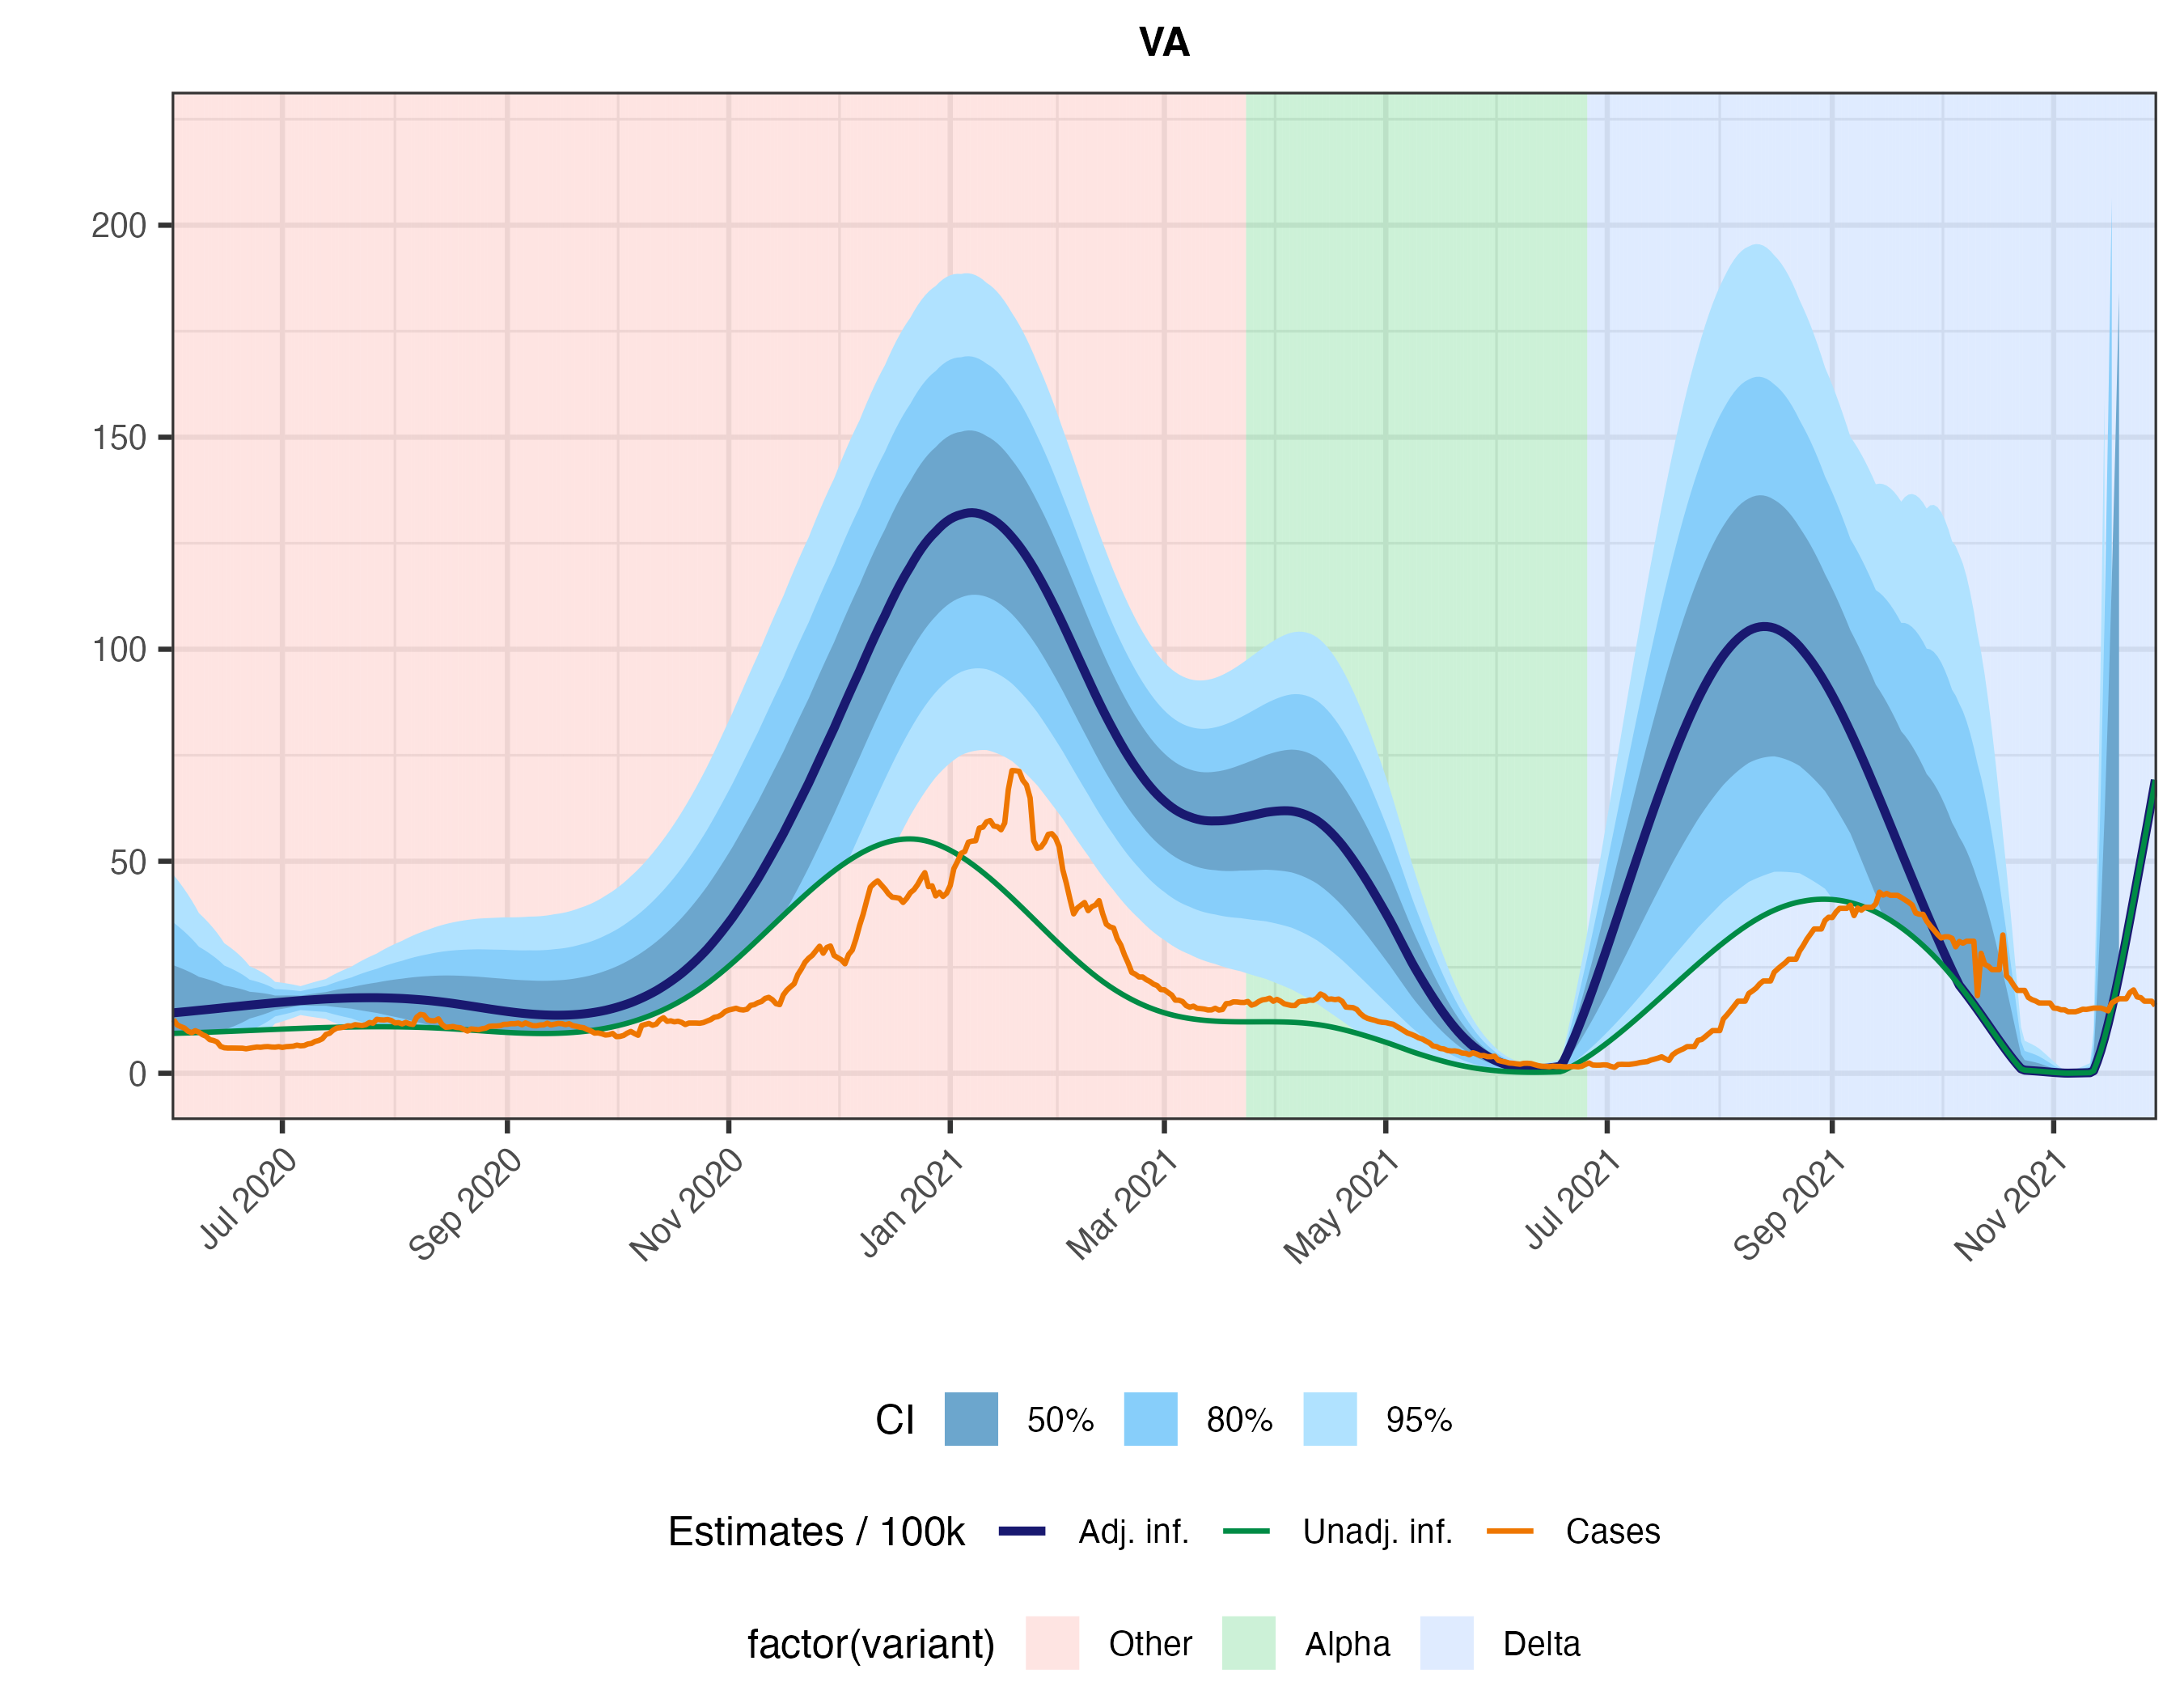 VA
200
150
100
50
0
Jul 2020
Sep 2020
Nov 2020
Jan 2021
Mar 2021
May 2021
Jul 2021
Sep 2021
Nov 2021
CI 50% 80% 95%
Estimates / 100k Adj. inf. Unadj. inf. Cases
factor(variant) Other Alpha Delta